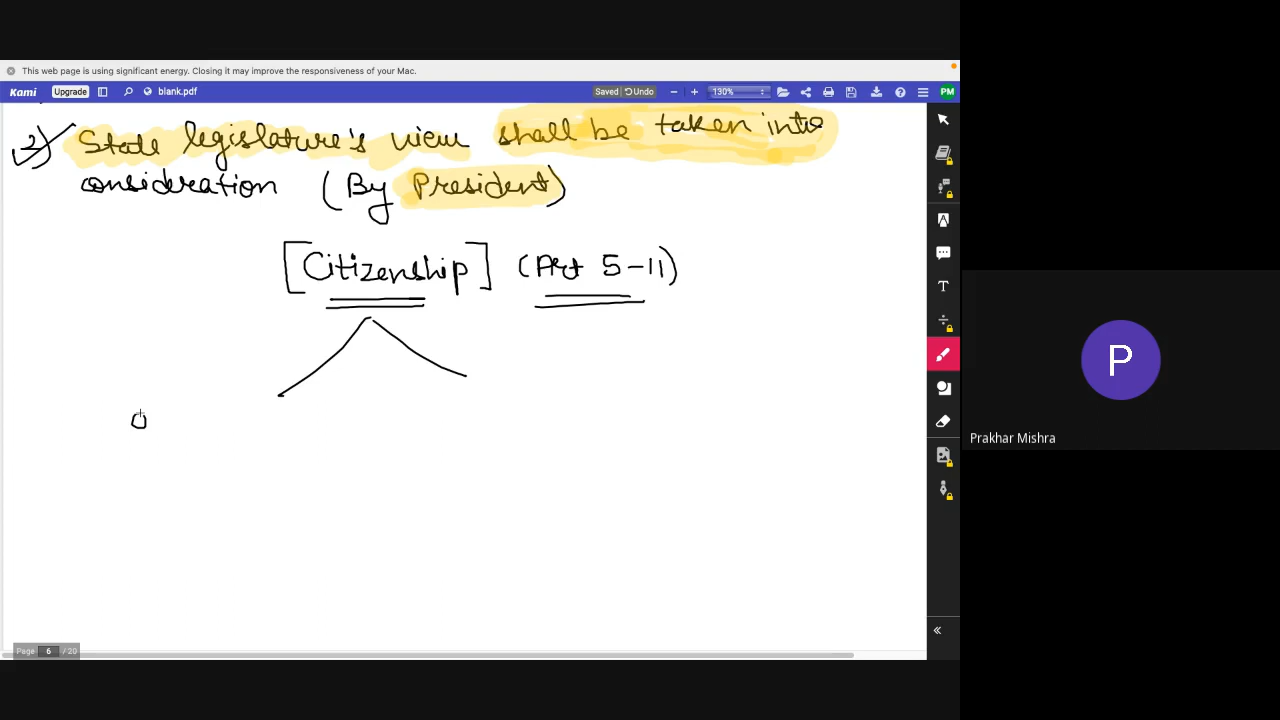 This web page is using significant energy. Closing it may improve the responsiveness of your Mac.
Kami Upgrade blank.pdf Saved Undo 130% PM
2) State legislature's view shall be taken into
consideration (By President)
[Citizenship] (Art 5-11)
P
Prakhar Mishra
Page 6 / 20